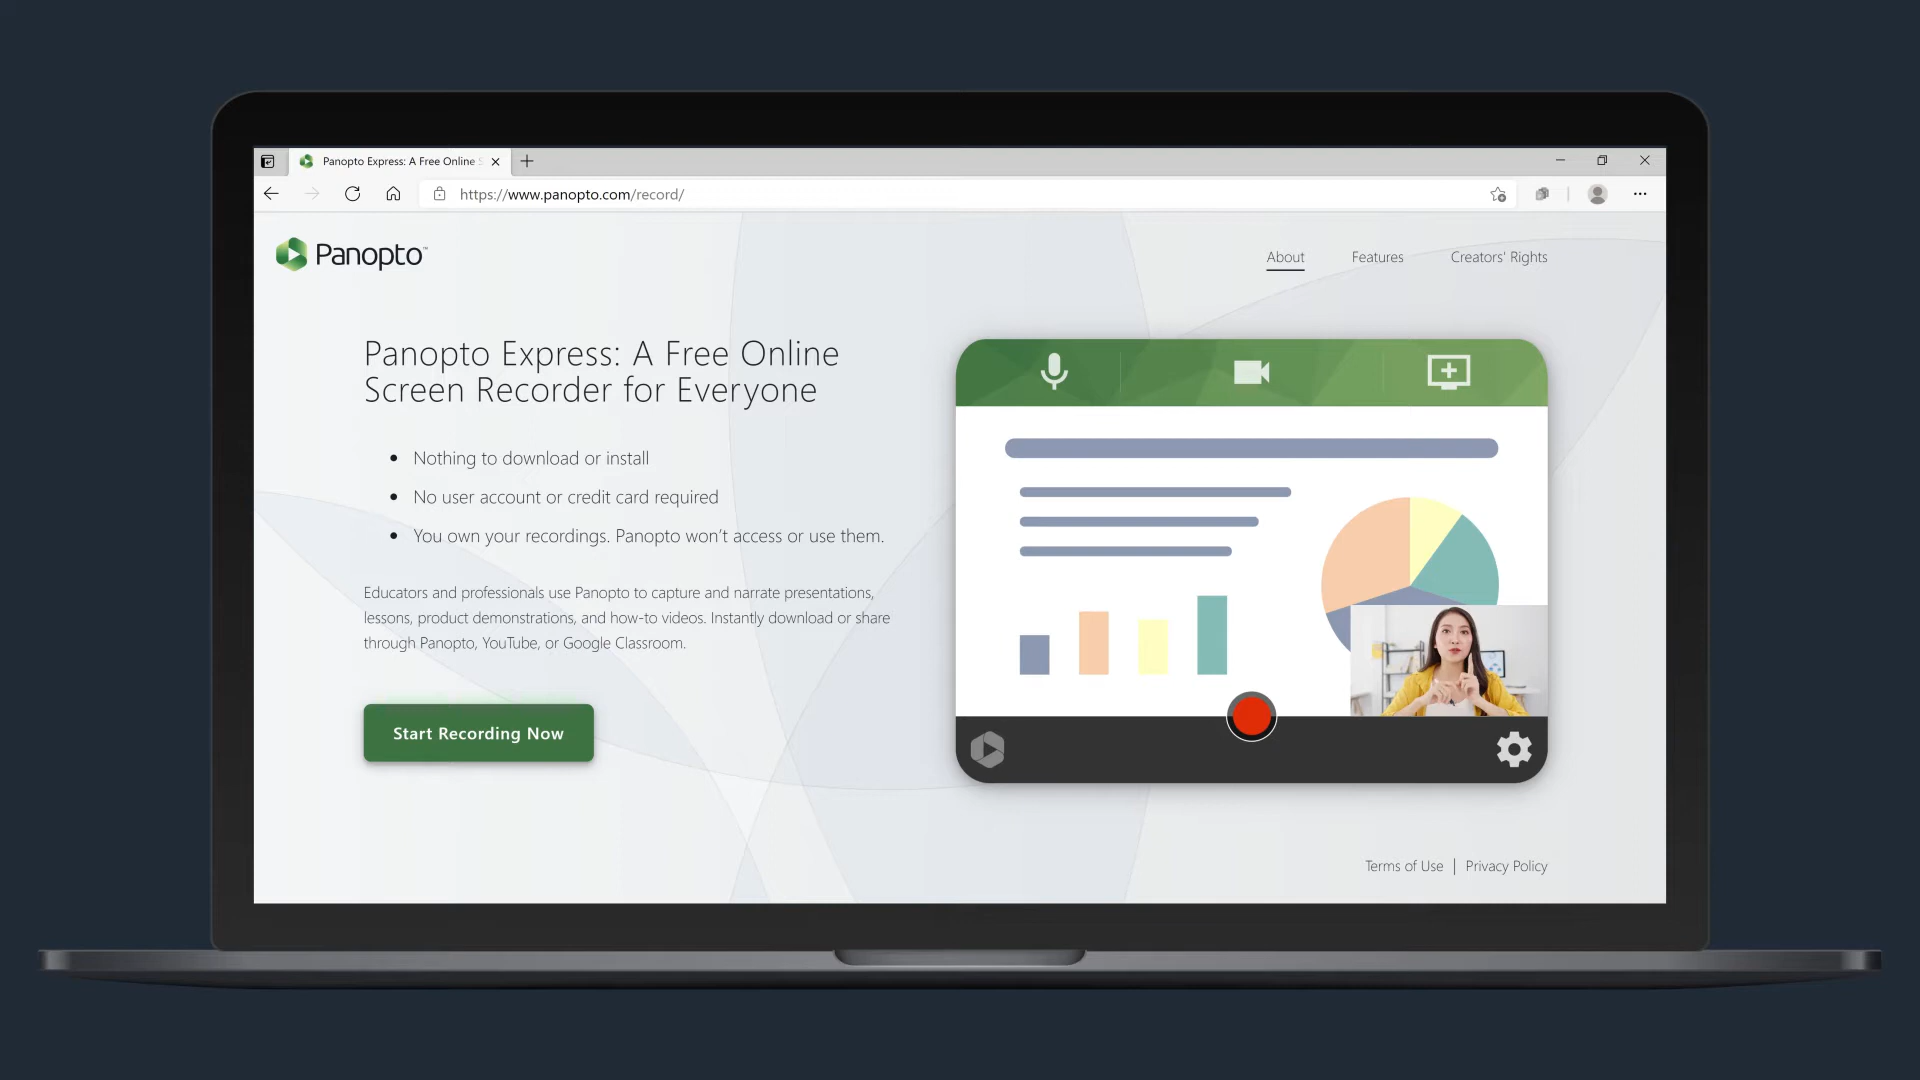 Panopto Express: A Free Online
https://www.panopto.com/record/
Panopto™
About
Features
Creators' Rights
Panopto Express: A Free Online
Screen Recorder for Everyone
• Nothing to download or install
• No user account or credit card required
• You own your recordings. Panopto won't access or use them.
Educators and professionals use Panopto to capture and narrate presentations,
lessons, product demonstrations, and how-to videos. Instantly download or share
through Panopto, YouTube, or Google Classroom.
Start Recording Now
Terms of Use | Privacy Policy